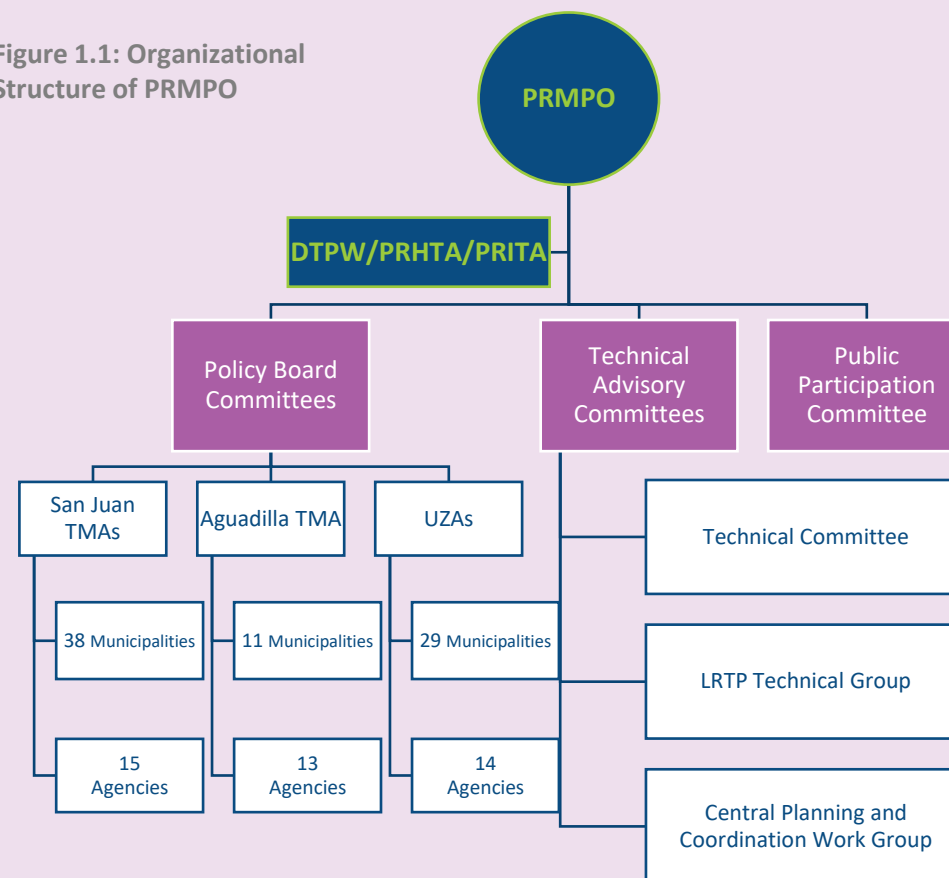 Figure 1.1: Organizational
Structure of PRMPO
PRMPO
DTPW/PRHTA/PRITA
Policy Board
Committees
Technical
Advisory
Committees
Public
Participation
Committee
San Juan
TMAs
Aguadilla TMA
UZAs
38 Municipalities
11 Municipalities
29 Municipalities
15
Agencies
13
Agencies
14
Agencies
Technical Committee
LRTP Technical Group
Central Planning and
Coordination Work Group